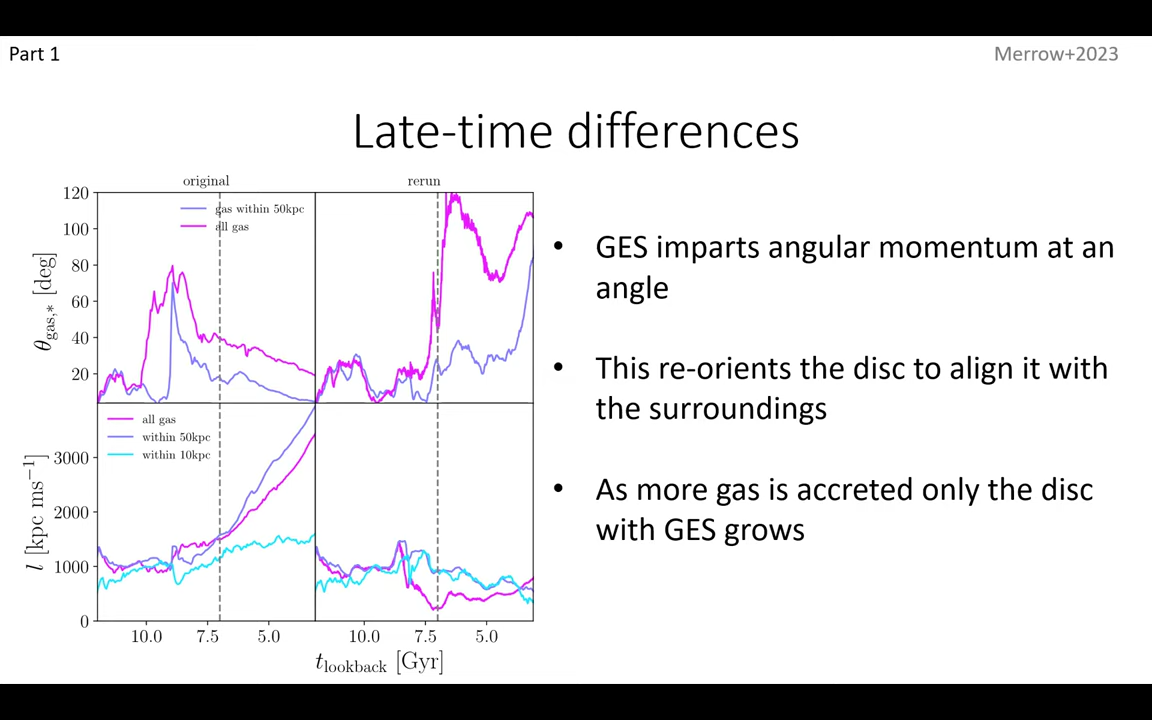 Part 1
Merrow+2023
Late-time differences
original
rerun
gas within 50kpc
all gas
120
100
80
60
40
20
θgas,* [deg]
all gas
within 50kpc
within 10kpc
3000
2000
1000
0
l [kpc ms⁻¹]
10.0 7.5 5.0
10.0 7.5 5.0
tlookback [Gyr]
• GES imparts angular momentum at an
angle
• This re-orients the disc to align it with
the surroundings
• As more gas is accreted only the disc
with GES grows